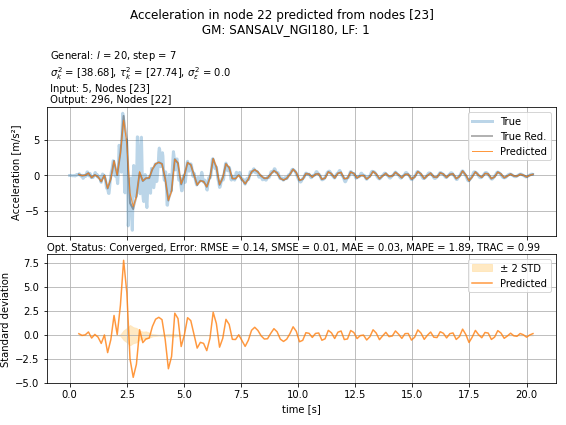 Acceleration in node 22 predicted from nodes [23]
GM: SANSALV_NGI180, LF: 1
General: l = 20, step = 7
σ²ₖ = [38.68], τ²ₖ = [27.74], σ²ε = 0.0
Input: 5, Nodes [23]
Output: 296, Nodes [22]
Acceleration [m/s²]
5
0
−5
True
True Red.
Predicted
Opt. Status: Converged, Error: RMSE = 0.14, SMSE = 0.01, MAE = 0.03, MAPE = 1.89, TRAC = 0.99
Standard deviation
7.5
5.0
2.5
0.0
−2.5
−5.0
± 2 STD
Predicted
0.0 2.5 5.0 7.5 10.0 12.5 15.0 17.5 20.0
time [s]